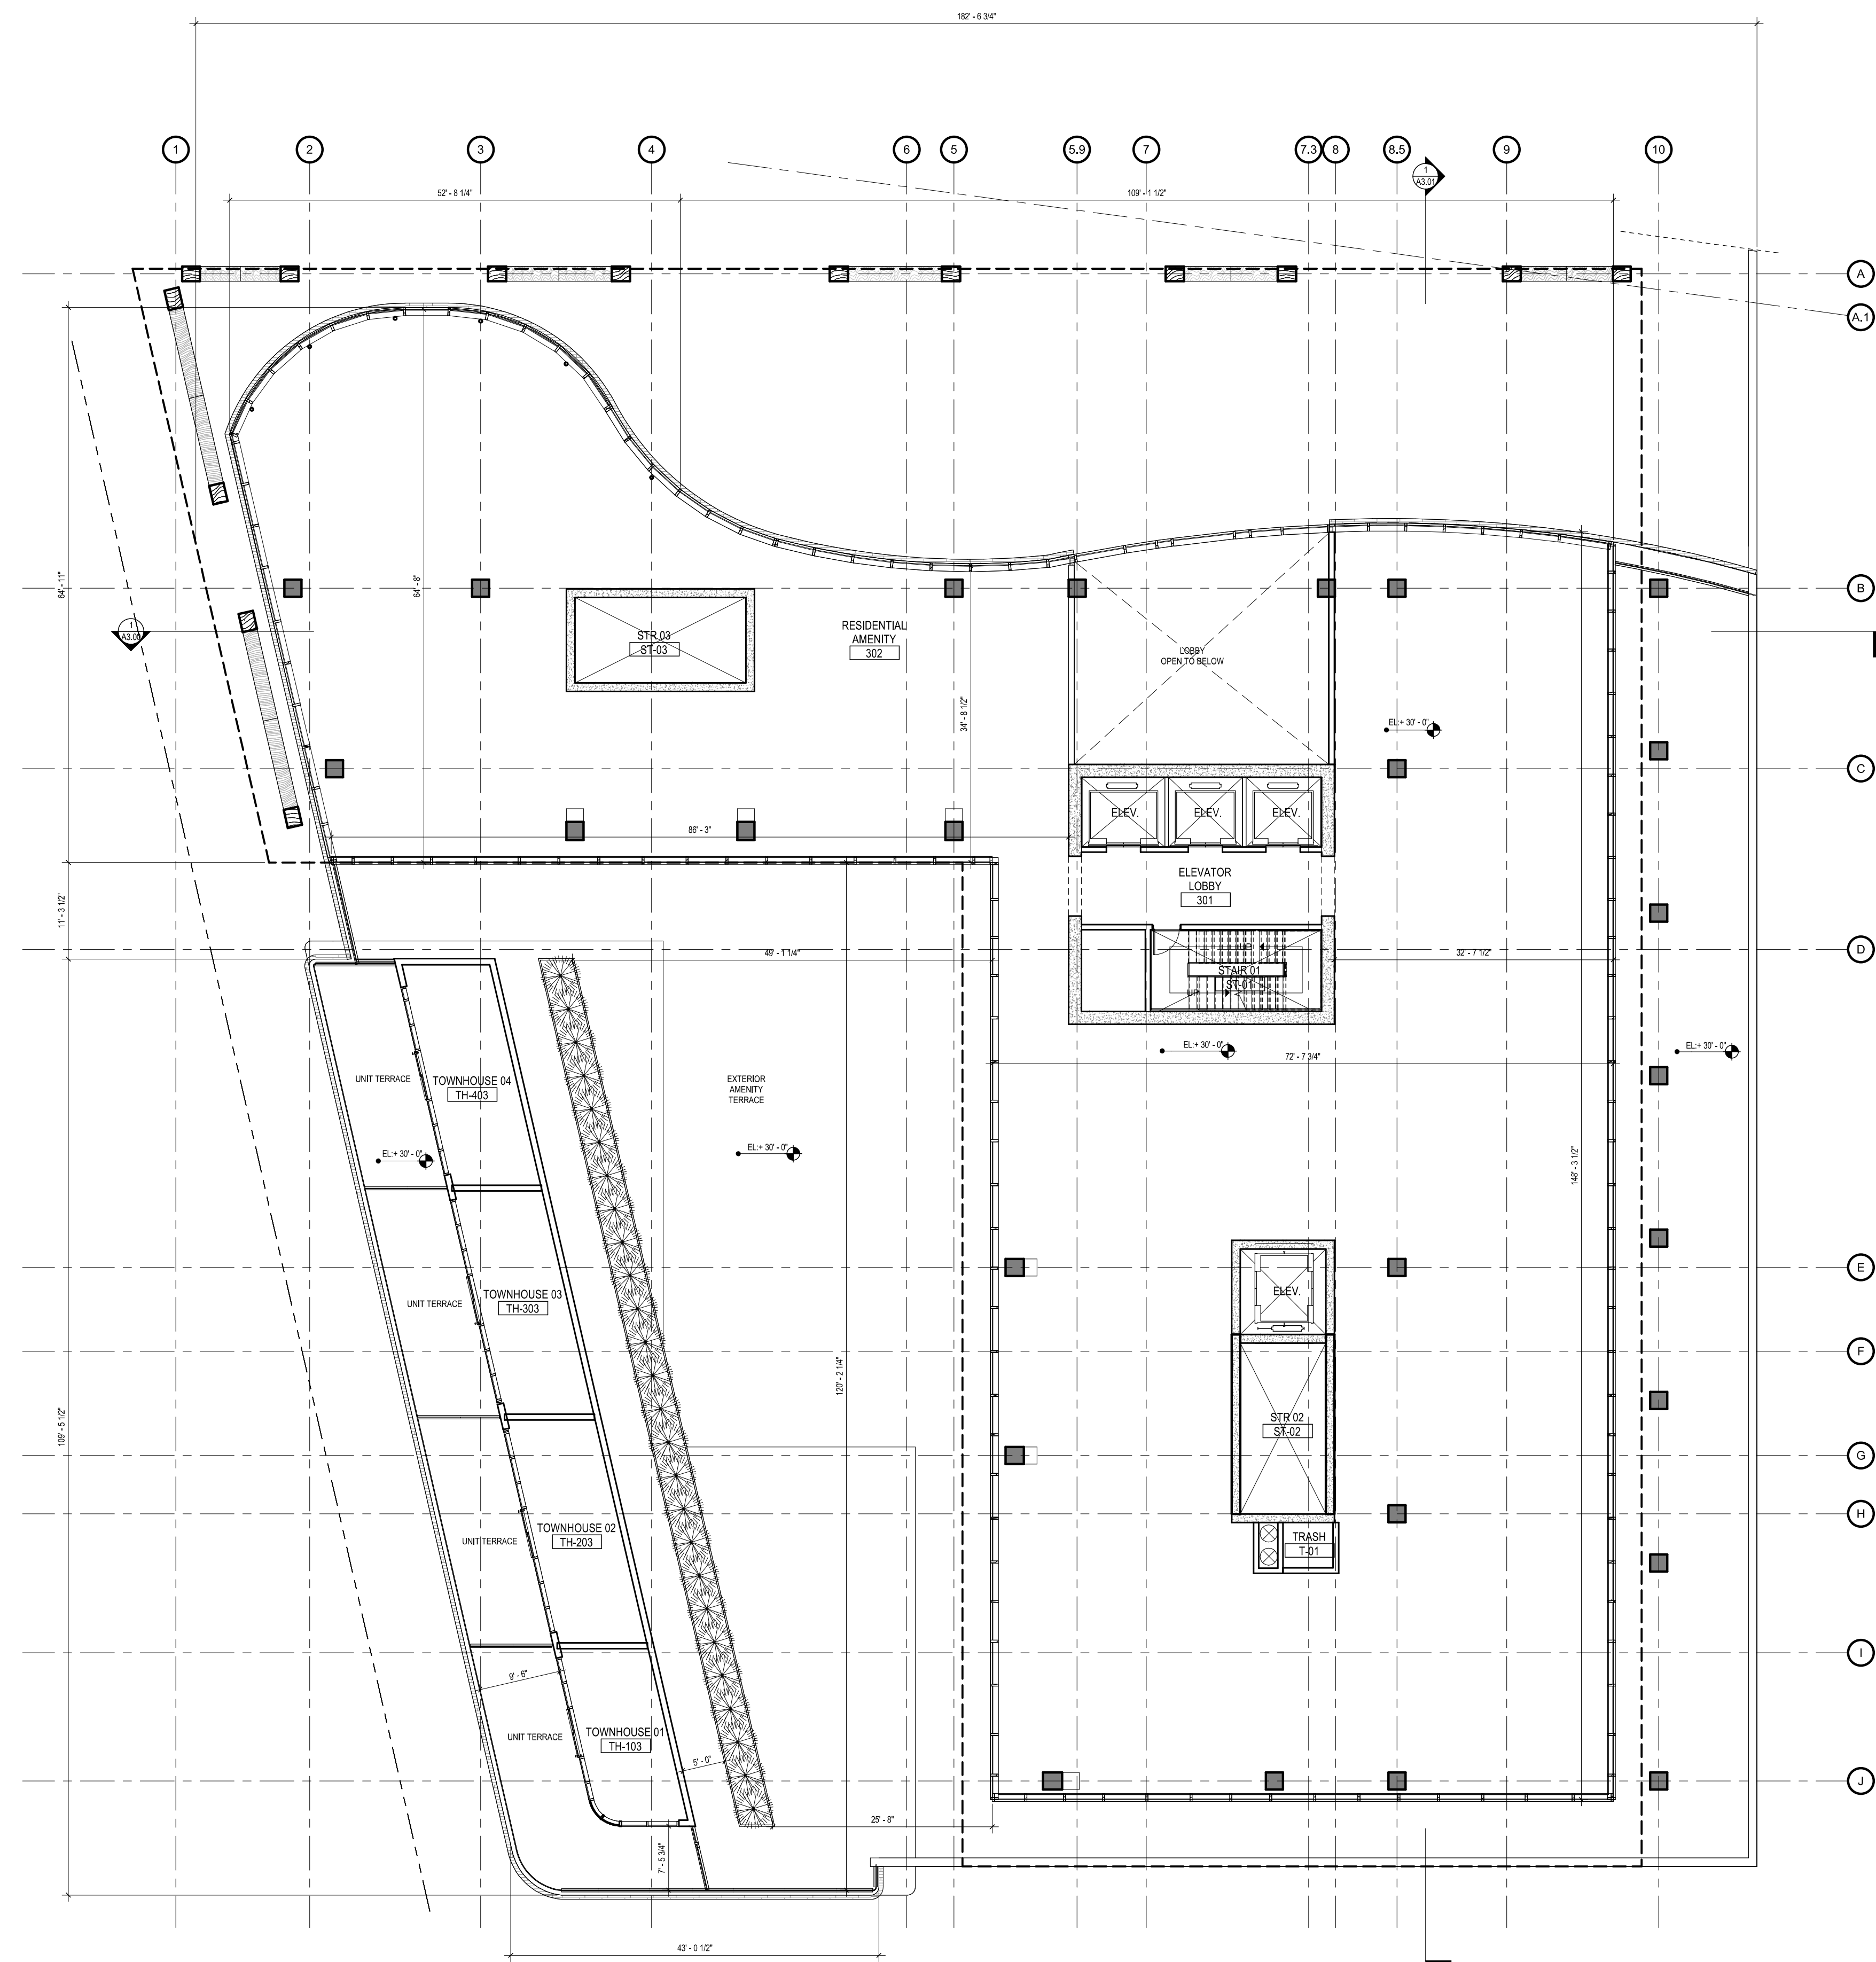 182' - 6 3/4"
1
2
3
4
6
5
5.9
7
7.3
8
8.5
9
10
1
A3.01
52' - 8 1/4"
109' - 1 1/2"
A
A.1
B
64' - 11"
64' - 8"
1
A3.00
STR 03
ST-03
RESIDENTIAL
AMENITY
302
LOBBY
OPEN TO BELOW
34' - 8 1/2"
EL:+ 30' - 0"
C
ELEV.
ELEV.
ELEV.
86' - 3"
ELEVATOR
LOBBY
301
11' - 3 1/2"
D
49' - 1 1/4"
32' - 7 1/2"
UP
STAIR 01
ST-01
UP
EL:+ 30' - 0"
EL:+ 30' - 0"
72' - 7 3/4"
UNIT TERRACE
TOWNHOUSE 04
TH-403
EXTERIOR
AMENITY
TERRACE
EL:+ 30' - 0"
EL:+ 30' - 0"
148' - 3 1/2"
E
UNIT TERRACE
TOWNHOUSE 03
TH-303
ELEV.
F
120' - 2 1/4"
109' - 5 1/2"
STR 02
ST-02
G
H
UNIT TERRACE
TOWNHOUSE 02
TH-203
TRASH
T-01
I
9' - 6"
UNIT TERRACE
TOWNHOUSE 01
TH-103
5' - 0"
J
25' - 8"
7' - 5 3/4"
43' - 0 1/2"